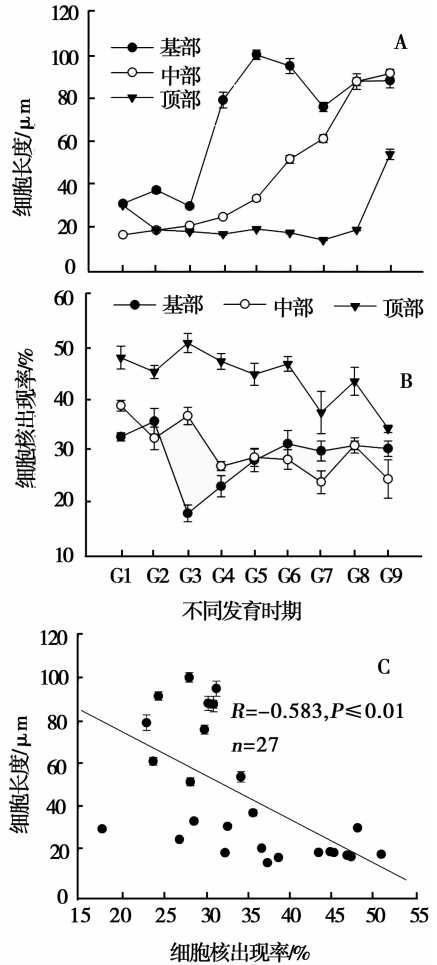 120
100
80
60
40
20
0
细胞长度/μm
基部
中部
顶部
A
60
50
40
30
20
10
细胞核出现率/%
基部 中部 顶部
B
G1 G2 G3 G4 G5 G6 G7 G8 G9
不同发育时期
120
100
80
60
40
20
0
细胞长度/μm
C
R=-0.583,P≤0.01
n=27
15 20 25 30 35 40 45 50 55
细胞核出现率/%